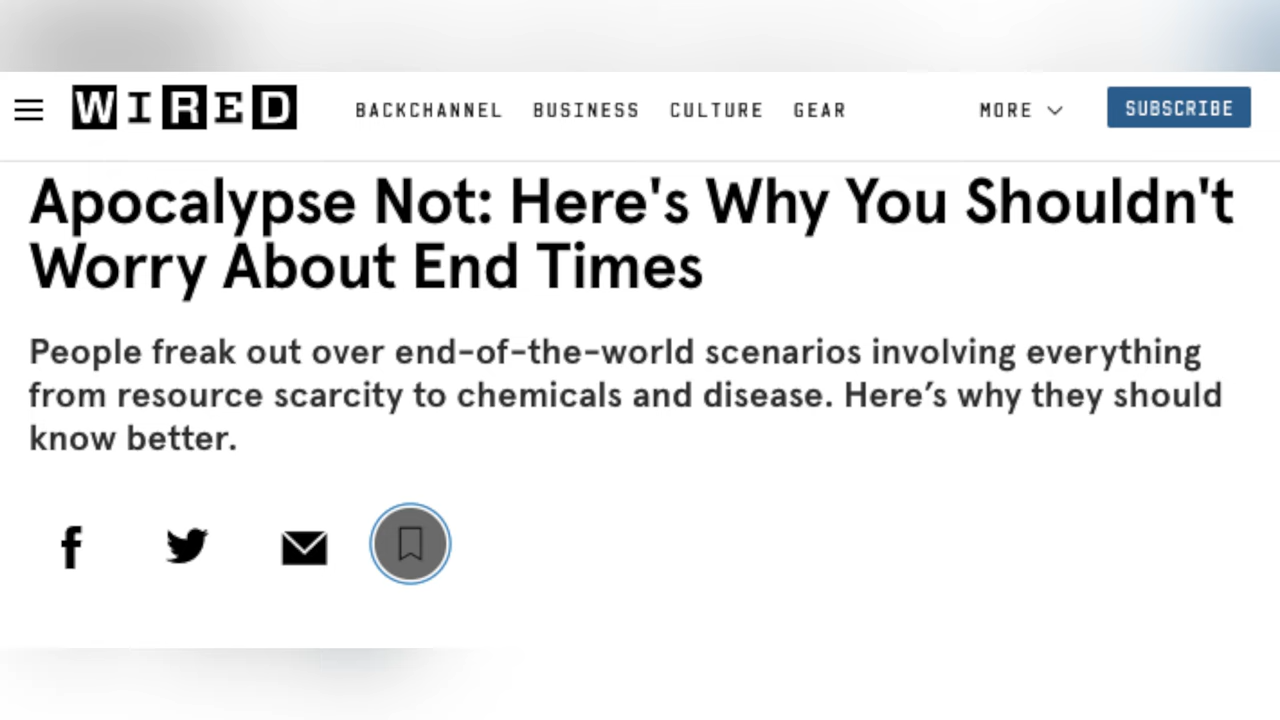 WIRED BACKCHANNEL BUSINESS CULTURE GEAR MORE SUBSCRIBE
Apocalypse Not: Here's Why You Shouldn't
Worry About End Times
People freak out over end-of-the-world scenarios involving everything
from resource scarcity to chemicals and disease. Here’s why they should
know better.